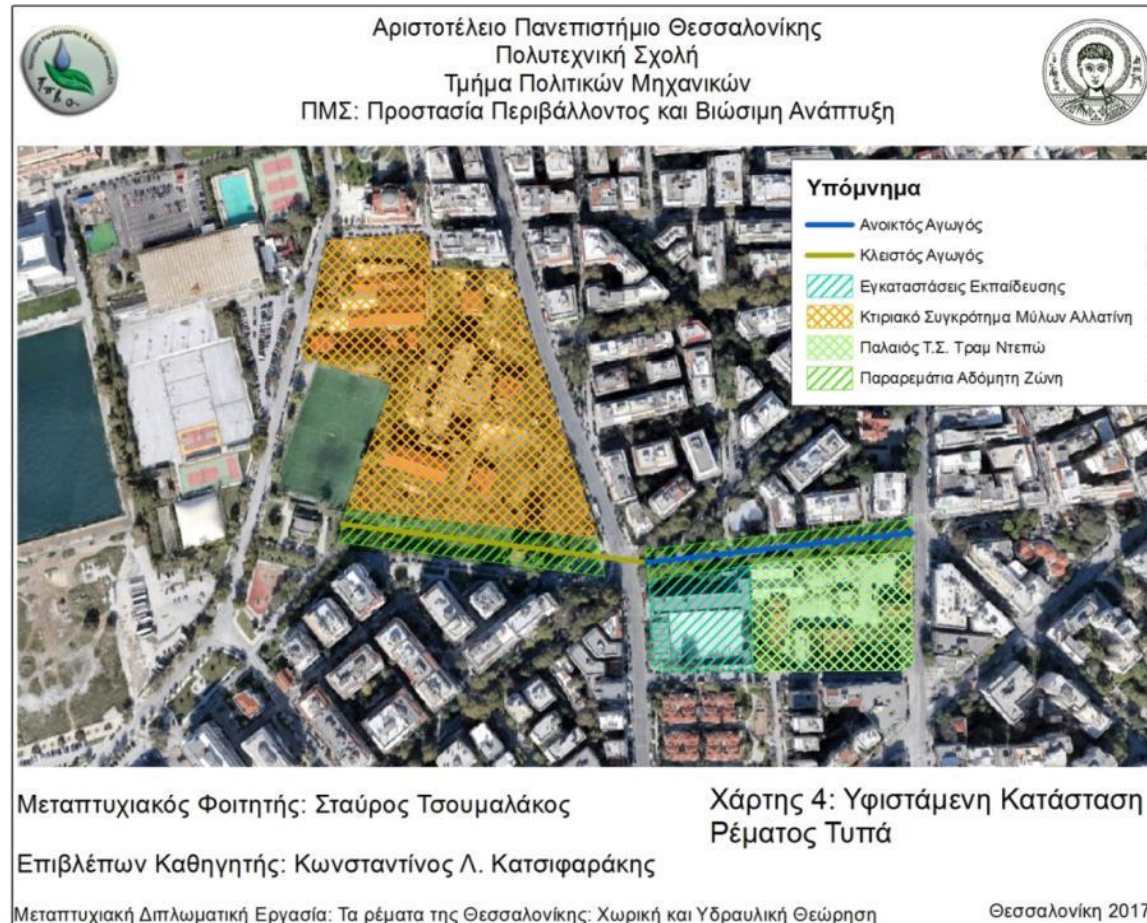 Αριστοτέλειο Πανεπιστήμιο Θεσσαλονίκης
Πολυτεχνική Σχολή
Τμήμα Πολιτικών Μηχανικών
ΠΜΣ: Προστασία Περιβάλλοντος και Βιώσιμη Ανάπτυξη
Υπόμνημα
Ανοικτός Αγωγός
Κλειστός Αγωγός
Εγκαταστάσεις Εκπαίδευσης
Κτιριακό Συγκρότημα Μύλων Αλλατίνη
Παλαιός Τ.Σ. Τραμ Ντεπώ
Παραρεμάτια Αδόμητη Ζώνη
Μεταπτυχιακός Φοιτητής: Σταύρος Τσουμαλάκος
Χάρτης 4: Υφιστάμενη Κατάσταση
Ρέματος Τυπά
Επιβλέπων Καθηγητής: Κωνσταντίνος Λ. Κατσιφαράκης
Μεταπτυχιακή Διπλωματική Εργασία: Τα ρέματα της Θεσσαλονίκης: Χωρική και Υδραυλική Θεώρηση
Θεσσαλονίκη 2017